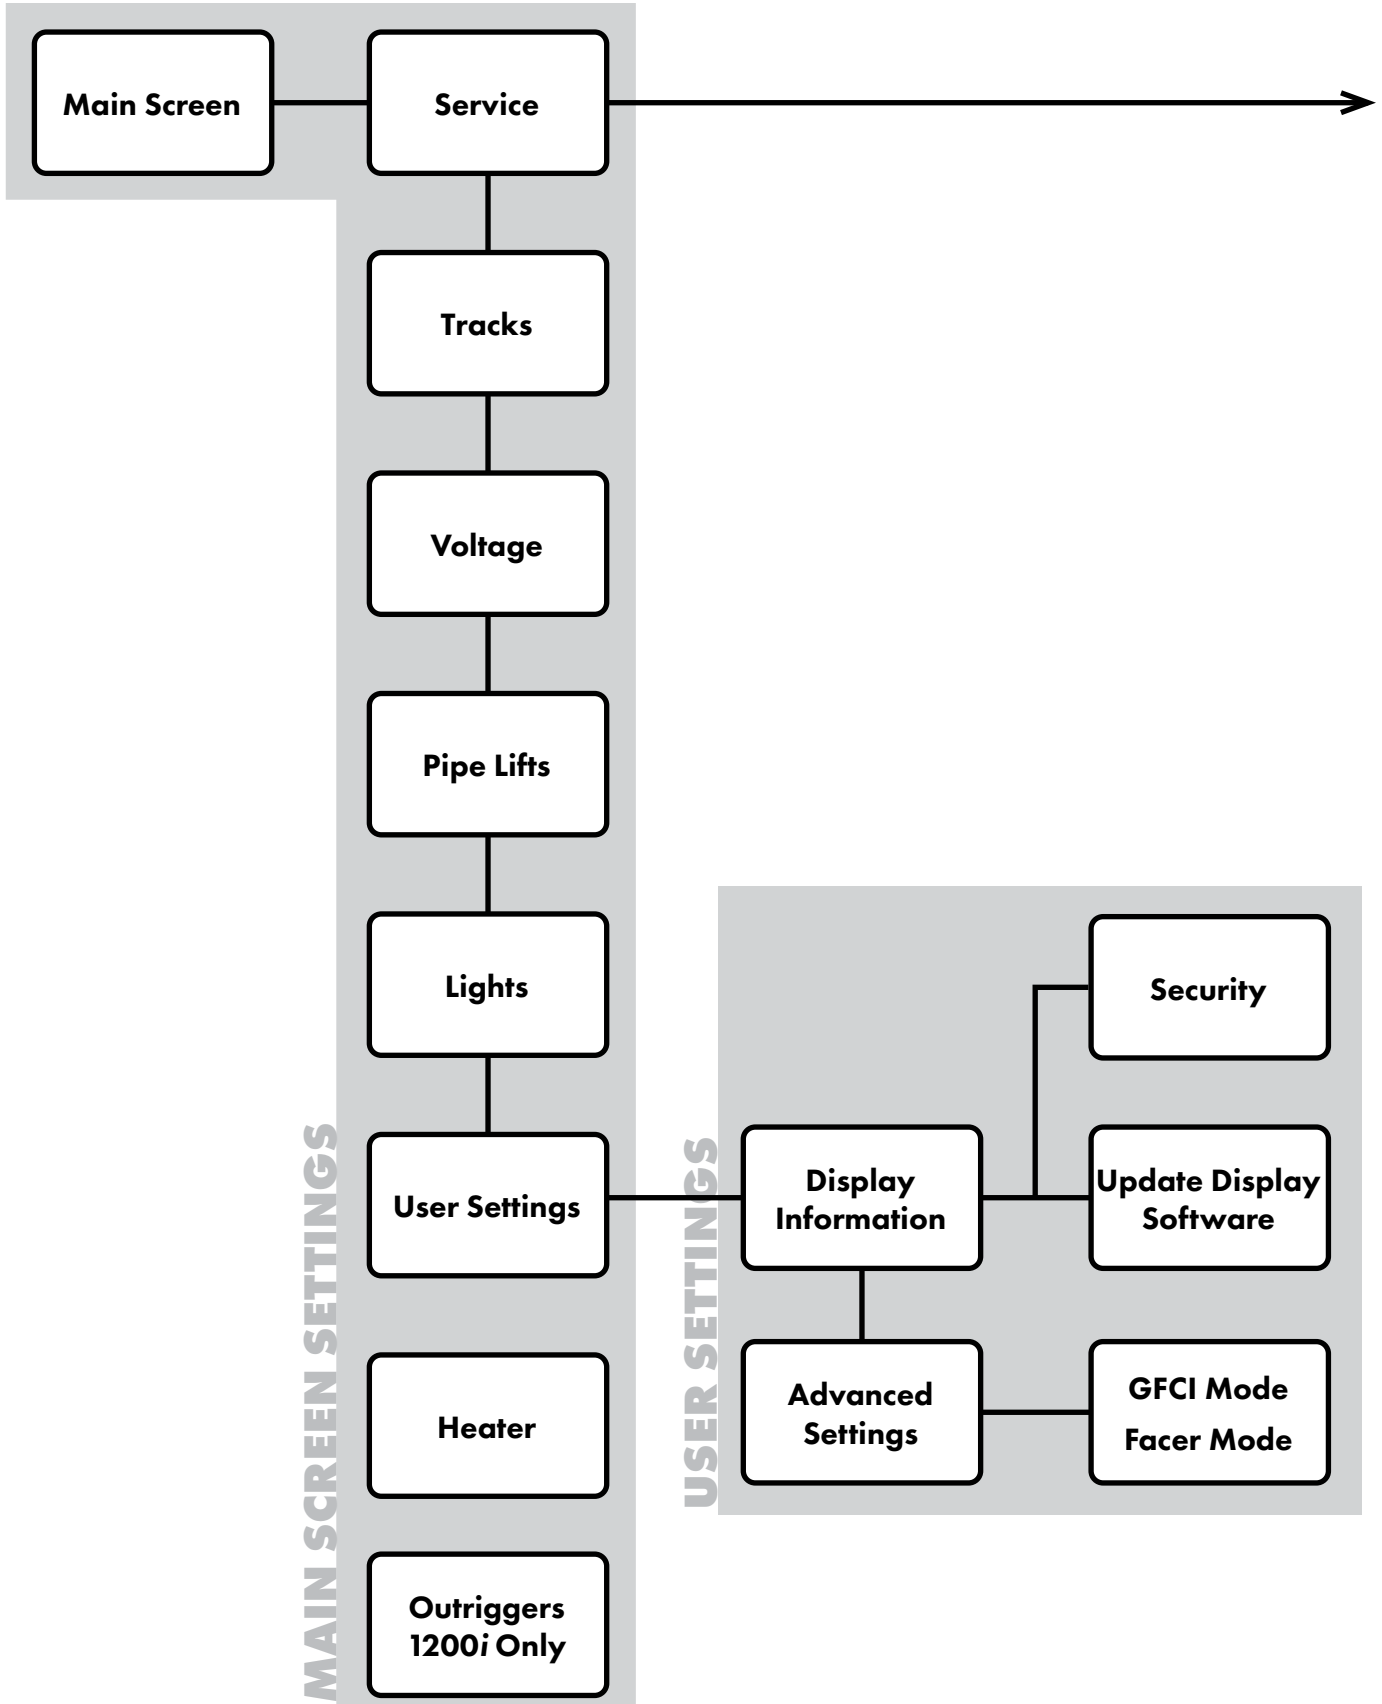 Main Screen
Service
Tracks
Voltage
Pipe Lifts
Lights
User Settings
Heater
Outriggers
1200i Only
MAIN SCREEN SETTINGS
USER SETTINGS
Security
Display
Information
Update Display
Software
Advanced
Settings
GFCI Mode
Facer Mode